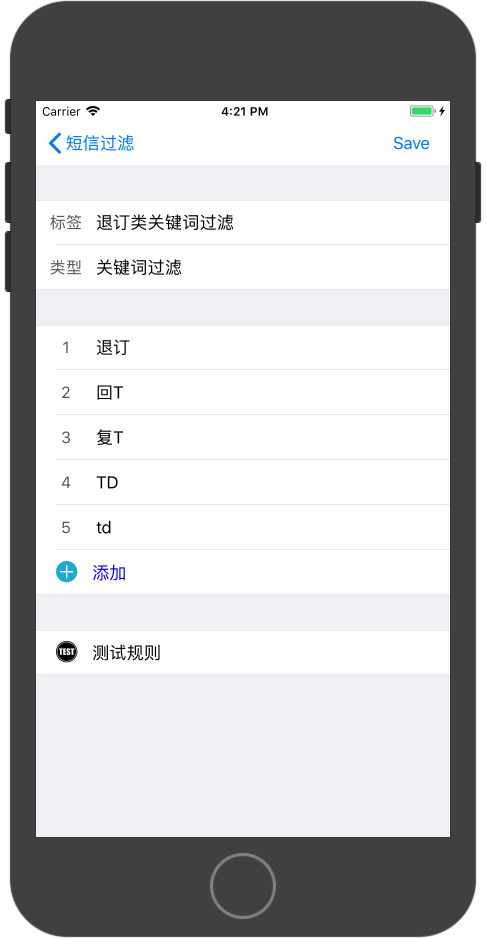 Carrier 4:21 PM
短信过滤 Save
标签 退订类关键词过滤
类型 关键词过滤
1 退订
2 回T
3 复T
4 TD
5 td
添加
TEST 测试规则